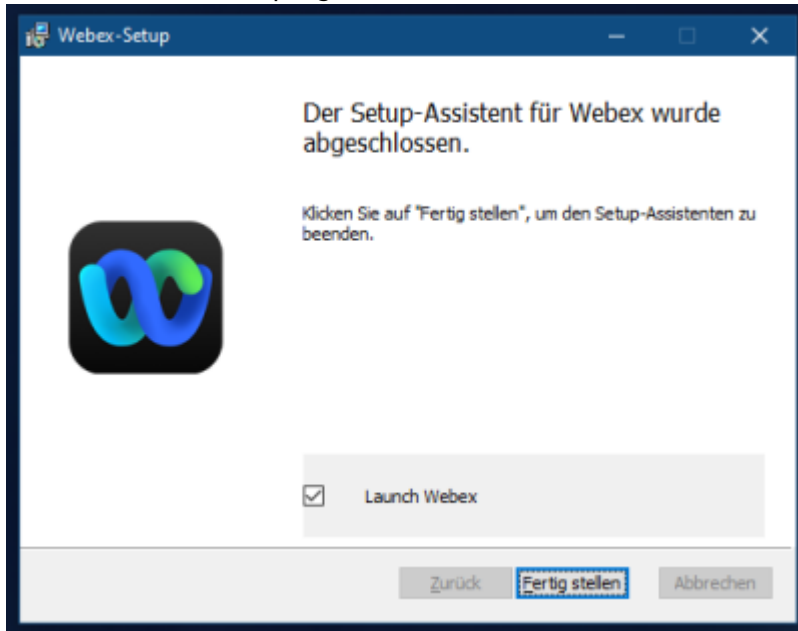 Webex-Setup
Der Setup-Assistent für Webex wurde
abgeschlossen.
Klicken Sie auf "Fertig stellen", um den Setup-Assistenten zu
beenden.
Launch Webex
Zurück
Fertig stellen
Abbrechen